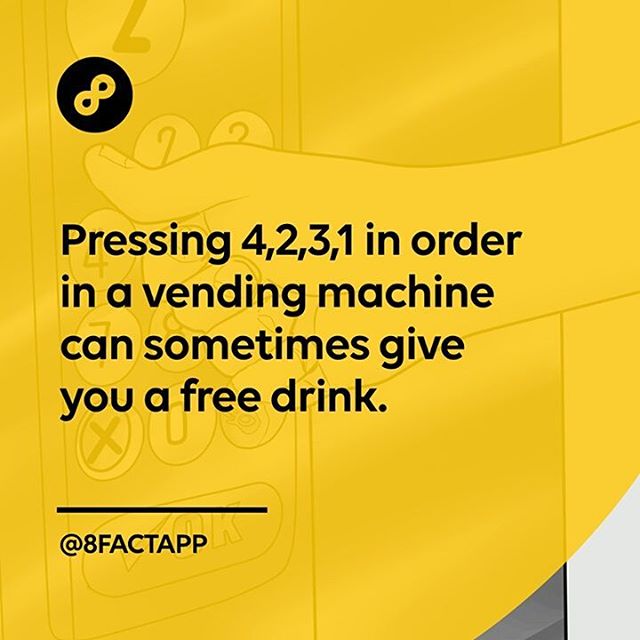 Pressing 4,2,3,1 in order
in a vending machine
can sometimes give
you a free drink.
@8FACTAPP